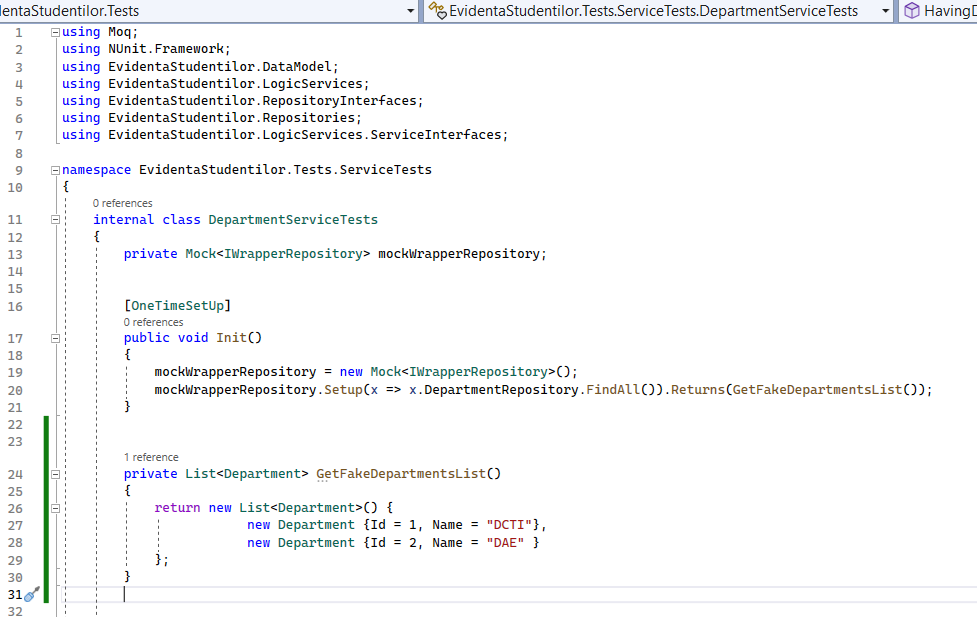 dentaStudentilor.Tests
EvidentaStudentilor.Tests.ServiceTests.DepartmentServiceTests
HavingD
1 using Moq;
2 using NUnit.Framework;
3 using EvidentaStudentilor.DataModel;
4 using EvidentaStudentilor.LogicServices;
5 using EvidentaStudentilor.RepositoryInterfaces;
6 using EvidentaStudentilor.Repositories;
7 using EvidentaStudentilor.LogicServices.ServiceInterfaces;
8
9 namespace EvidentaStudentilor.Tests.ServiceTests
10 {
0 references
11 internal class DepartmentServiceTests
12 {
13 private Mock<IWrapperRepository> mockWrapperRepository;
14
15
16 [OneTimeSetUp]
0 references
17 public void Init()
18 {
19 mockWrapperRepository = new Mock<IWrapperRepository>();
20 mockWrapperRepository.Setup(x => x.DepartmentRepository.FindAll()).Returns(GetFakeDepartmentsList());
21 }
22
23
1 reference
24 private List<Department> GetFakeDepartmentsList()
25 {
26 return new List<Department>() {
27 new Department {Id = 1, Name = "DCTI"},
28 new Department {Id = 2, Name = "DAE" }
29 };
30 }
31
32